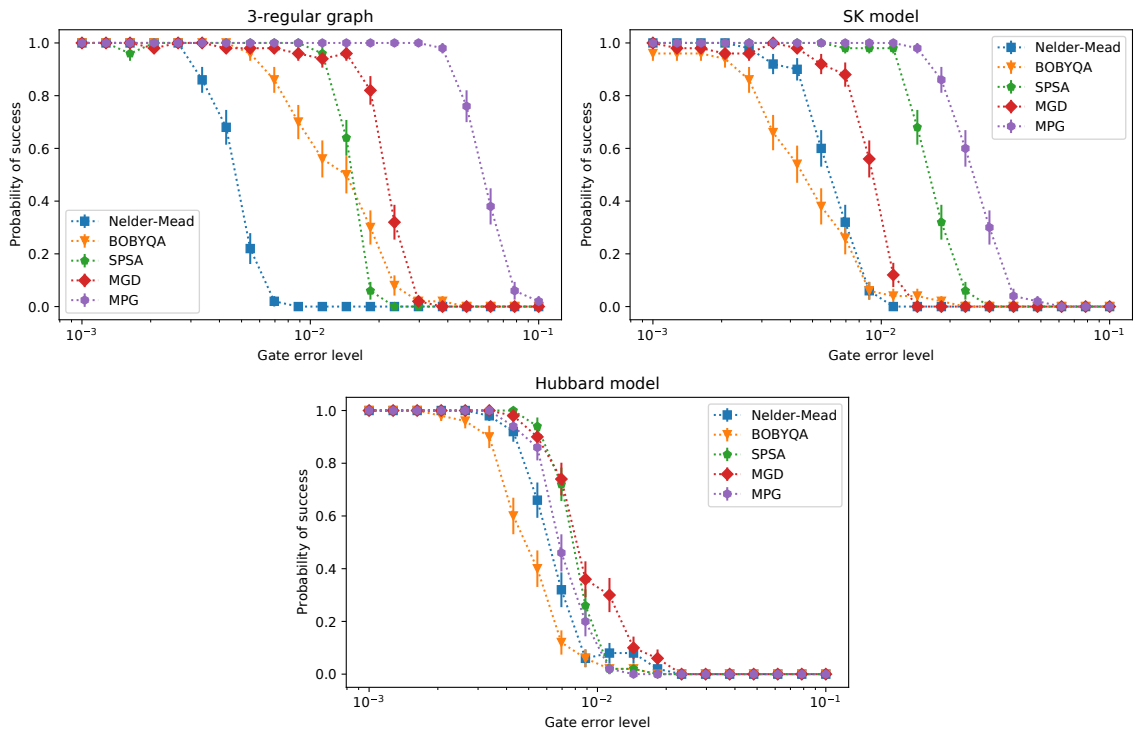 3-regular graph
Probability of success
1.0
0.8
0.6
0.4
0.2
0.0
Nelder-Mead
BOBYQA
SPSA
MGD
MPG
10⁻³
10⁻²
10⁻¹
Gate error level
SK model
Probability of success
1.0
0.8
0.6
0.4
0.2
0.0
Nelder-Mead
BOBYQA
SPSA
MGD
MPG
10⁻³
10⁻²
10⁻¹
Gate error level
Hubbard model
Probability of success
1.0
0.8
0.6
0.4
0.2
0.0
Nelder-Mead
BOBYQA
SPSA
MGD
MPG
10⁻³
10⁻²
10⁻¹
Gate error level